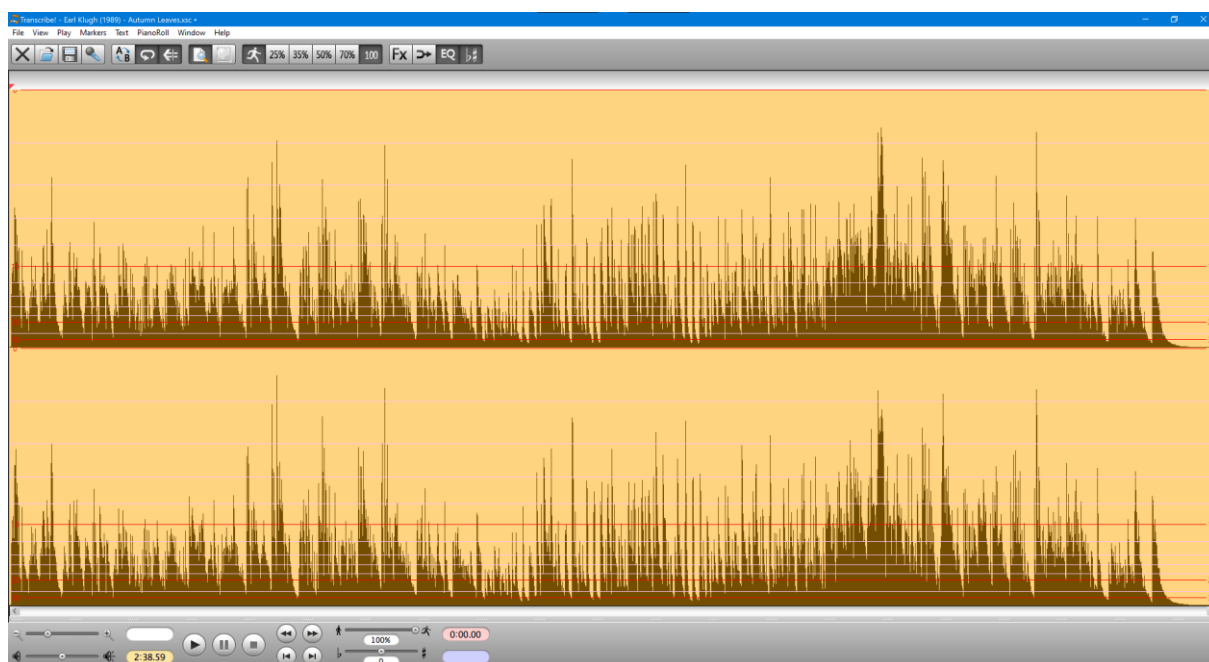 Transcribe! - Earl Klugh (1989) - Autumn Leaves.xsc •
File View Play Markers Text PianoRoll Window Help
A B 25% 35% 50% 70% 100 Fx EQ
100% 0:00.00
2:38.59 0